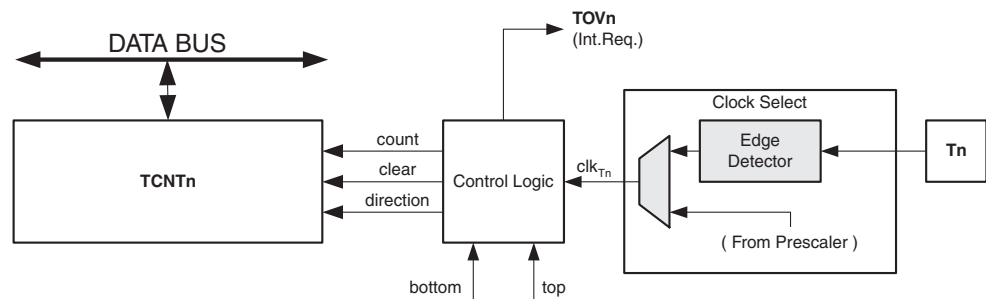 TOVn
(Int.Req.)
DATA BUS
Clock Select
count
Edge
Detector
Tn
TCNTn
clear
Control Logic
clkTn
direction
( From Prescaler )
bottom
top